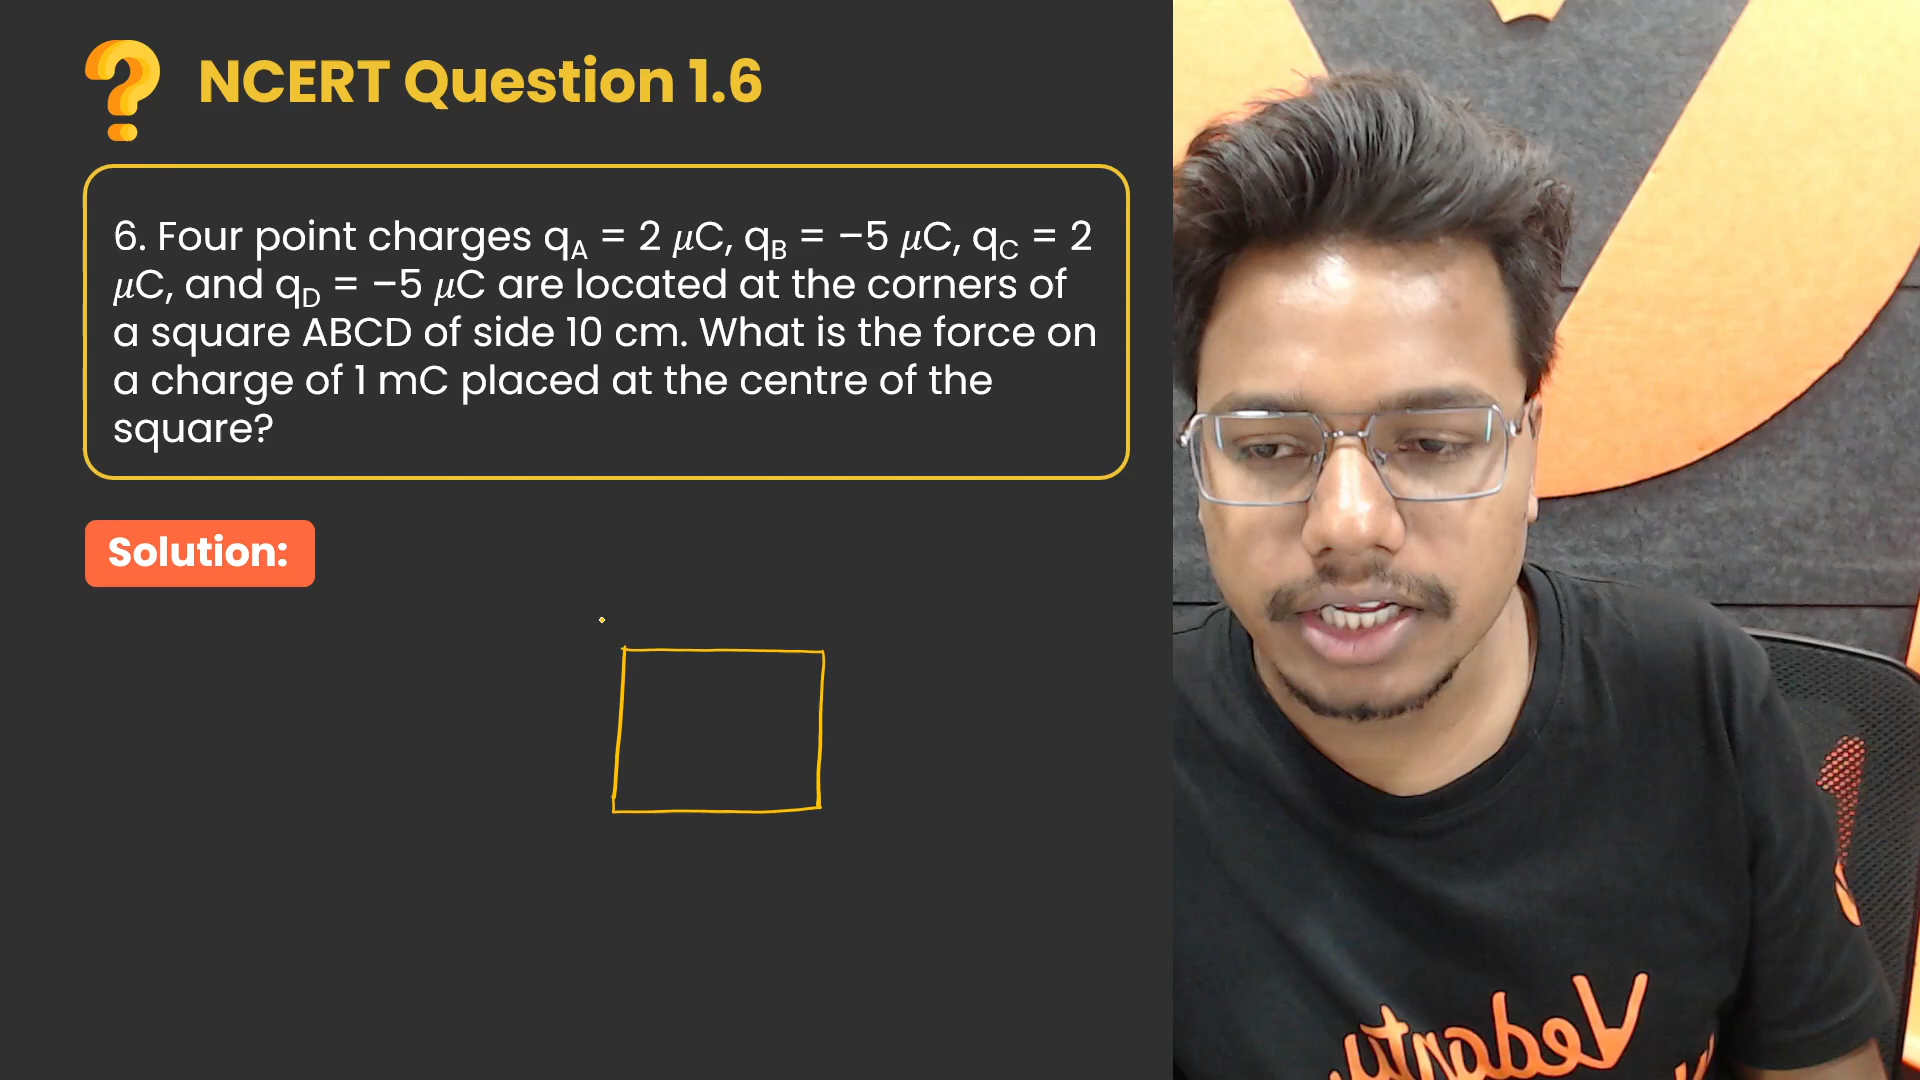 NCERT Question 1.6
6. Four point charges qA = 2 μC, qB = −5 μC, qC = 2
μC, and qD = −5 μC are located at the corners of
a square ABCD of side 10 cm. What is the force on
a charge of 1 mC placed at the centre of the
square?
Solution:
Vedantu